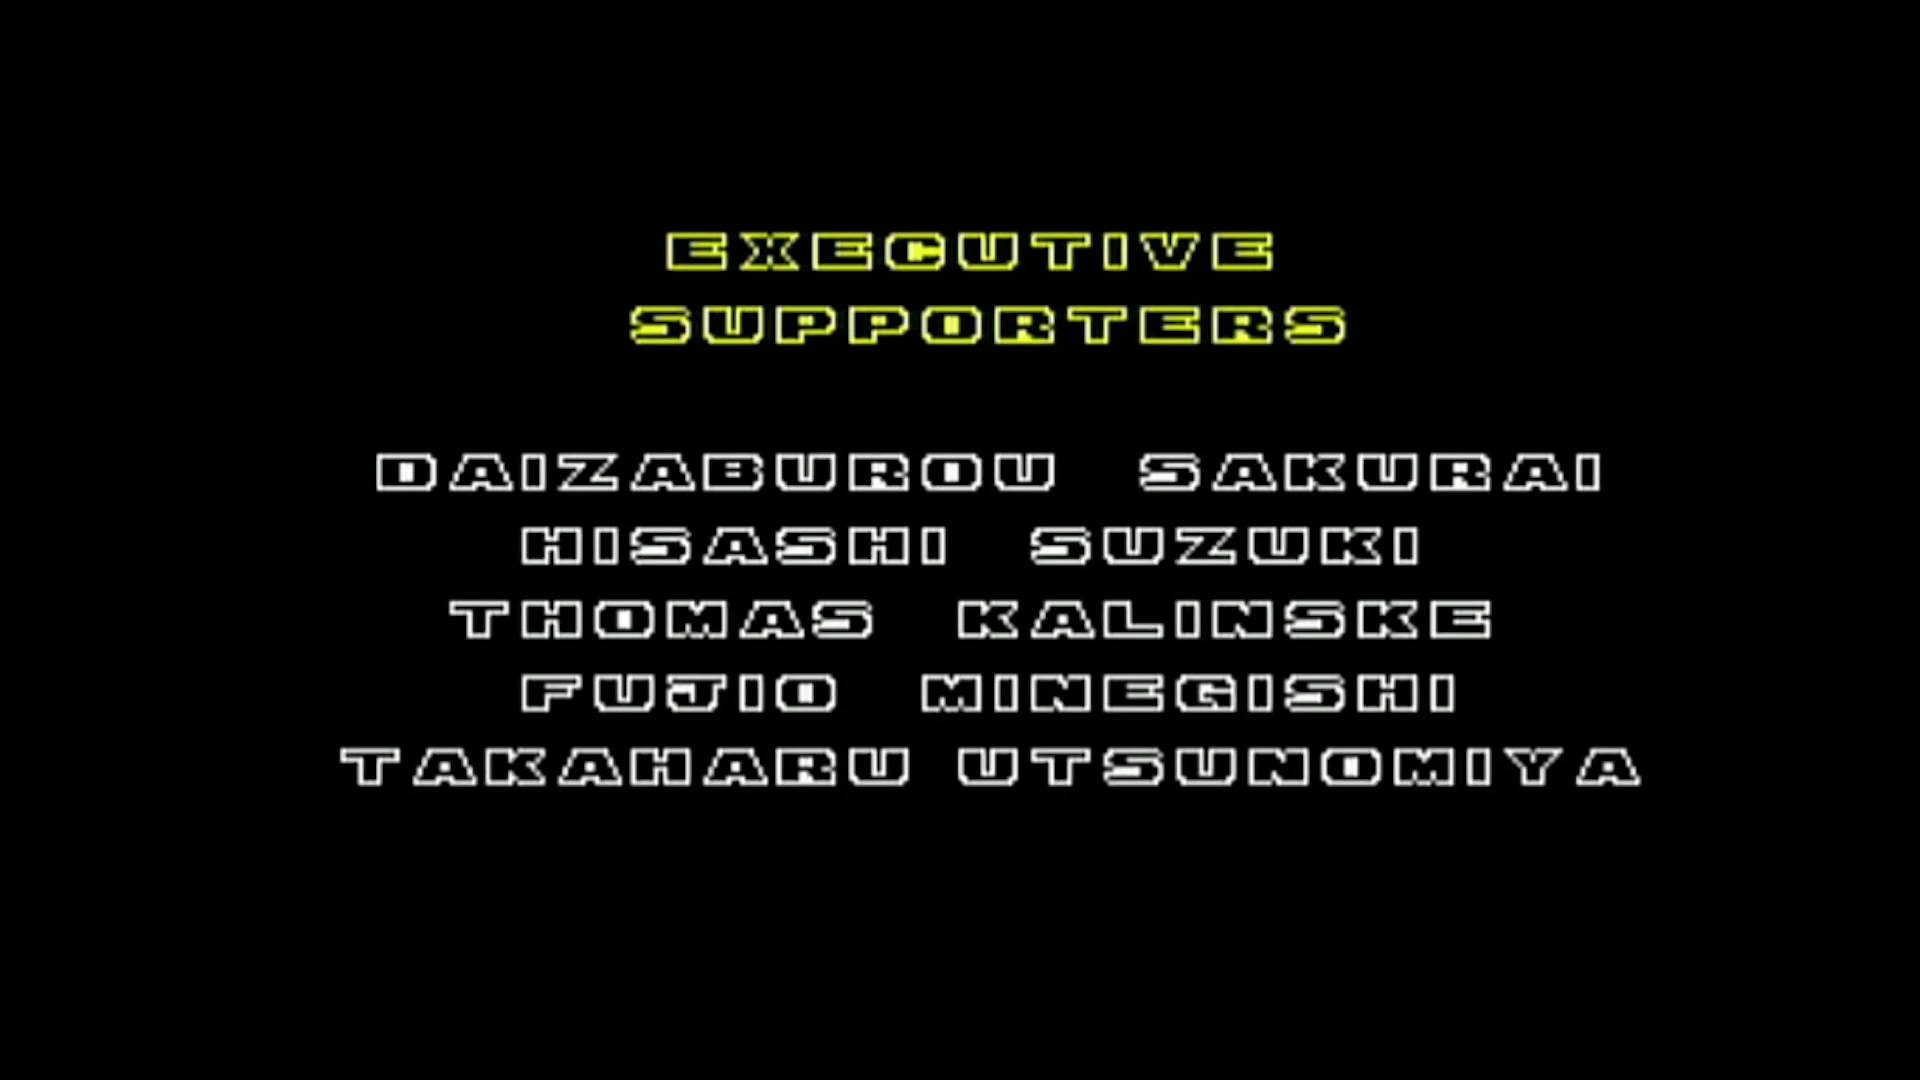 EXECUTIVE
SUPPORTERS
DAIZABUROU SAKURAI
HISASHI SUZUKI
THOMAS KALINSKE
FUJIO MINEGISHI
TAKAHARU UTSUNOMIYA